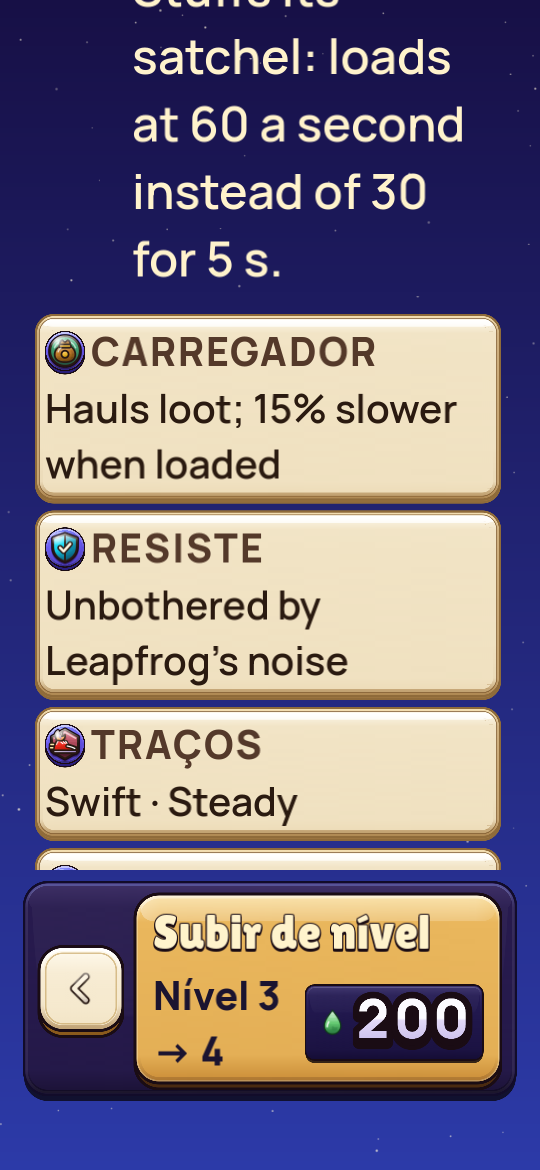 satchel: loads
at 60 a second
instead of 30
for 5 s.
CARREGADOR
Hauls loot; 15% slower
when loaded
RESISTE
Unbothered by
Leapfrog’s noise
TRAÇOS
Swift · Steady
Subir de nível
Nível 3
→ 4
200